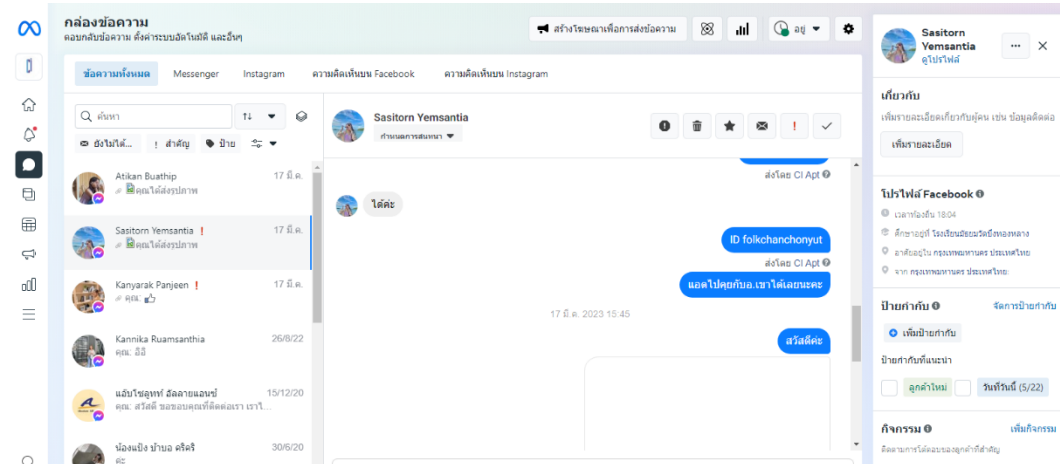 กล่องข้อความ
ตอบกลับข้อความ ตั้งค่าระบบอัตโนมัติ และอื่นๆ
สร้างโฆษณาเพื่อการส่งข้อความ
อยู่
ข้อความทั้งหมด Messenger Instagram ความคิดเห็นบน Facebook ความคิดเห็นบน Instagram
ค้นหา
ยังไม่ได้... ! สำคัญ ป้าย
Atikan Buathip 17 มี.ค.
คุณได้ส่งรูปภาพ
Sasitorn Yemsantia ! 17 มี.ค.
คุณได้ส่งรูปภาพ
Kanyarak Panjeen ! 17 มี.ค.
คุณ:
Kannika Ruamsanthia 26/8/22
คุณ: อิอิ
แอ๊บโซลูทท์ อัลลายแอนซ์ 15/12/20
คุณ: สวัสดี ขอขอบคุณที่ติดต่อเรา เราไ...
น้องแป้ง ป้าบอ คริคริ 30/6/20
ค่ะ
Sasitorn Yemsantia
กำหนดการสนทนา
ส่งโดย CI Apt
ได้ค่ะ
ID folkchanchonyut
ส่งโดย CI Apt
แอดไปคุยกับอ.เขาได้เลยนะคะ
17 มี.ค. 2023 15:45
สวัสดีค่ะ
Sasitorn
Yemsantia
ดูโปรไฟล์
เกี่ยวกับ
เพิ่มรายละเอียดเกี่ยวกับผู้คน เช่น ข้อมูลติดต่อ
เพิ่มรายละเอียด
โปรไฟล์ Facebook
เวลาท้องถิ่น 18:04
ศึกษาอยู่ที่ โรงเรียนมัธยมวัดบึงทองหลาง
อาศัยอยู่ใน กรุงเทพมหานคร ประเทศไทย
จาก กรุงเทพมหานคร ประเทศไทย
ป้ายกำกับ จัดการป้ายกำกับ
เพิ่มป้ายกำกับ
ป้ายกำกับที่แนะนำ
ลูกค้าใหม่ วันที่วันนี้ (5/22)
กิจกรรม เพิ่มกิจกรรม
ติดตามการโต้ตอบของลูกค้าที่สำคัญ